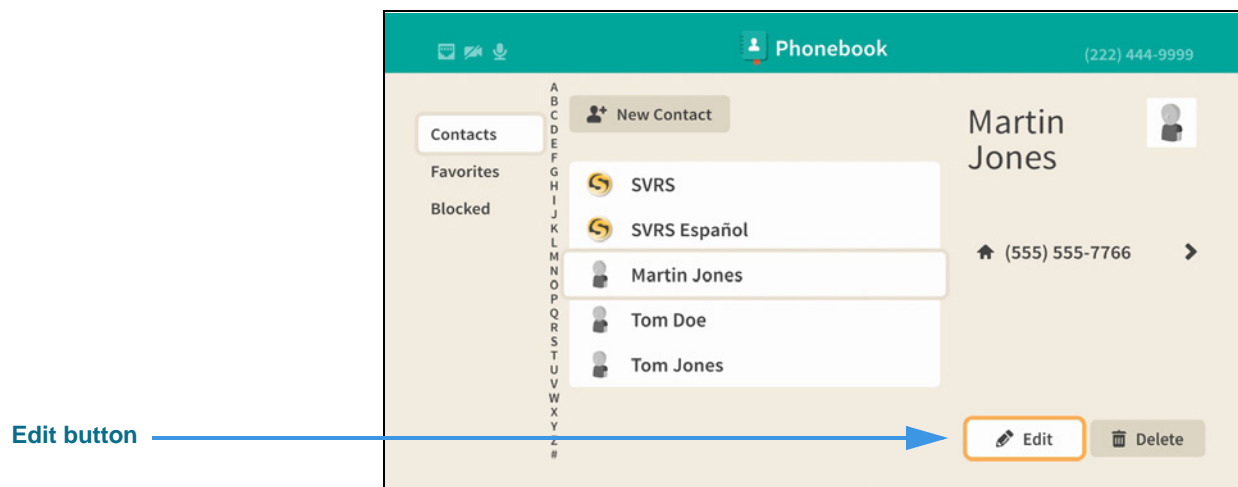 Phonebook
(222) 444-9999
Contacts
Favorites
Blocked
A
B
C
D
E
F
G
H
I
J
K
L
M
N
O
P
Q
R
S
T
U
V
W
X
Y
Z
#
New Contact
SVRS
SVRS Español
Martin Jones
Tom Doe
Tom Jones
Martin
Jones
(555) 555-7766
Edit button
Edit
Delete